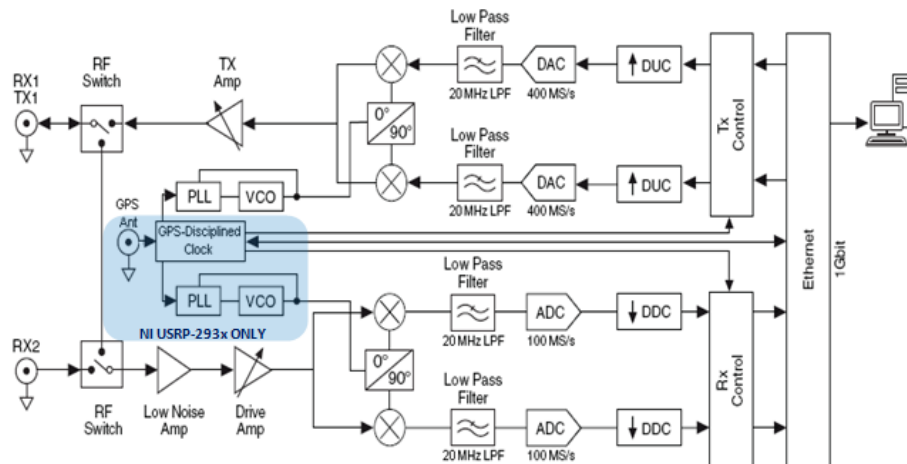 Low Pass
Filter
20 MHz LPF
DAC
400 MS/s
DUC
RX1
TX1
RF
Switch
TX
Amp
0°
90°
Tx
Control
Low Pass
Filter
20 MHz LPF
DAC
400 MS/s
DUC
PLL
VCO
GPS
Ant
GPS-Disciplined
Clock
PLL
VCO
NI USRP-293x ONLY
Ethernet
1Gbit
Low Pass
Filter
20 MHz LPF
ADC
100 MS/s
DDC
RX2
RF
Switch
Low Noise
Amp
Drive
Amp
0°
90°
Rx
Control
Low Pass
Filter
20 MHz LPF
ADC
100 MS/s
DDC